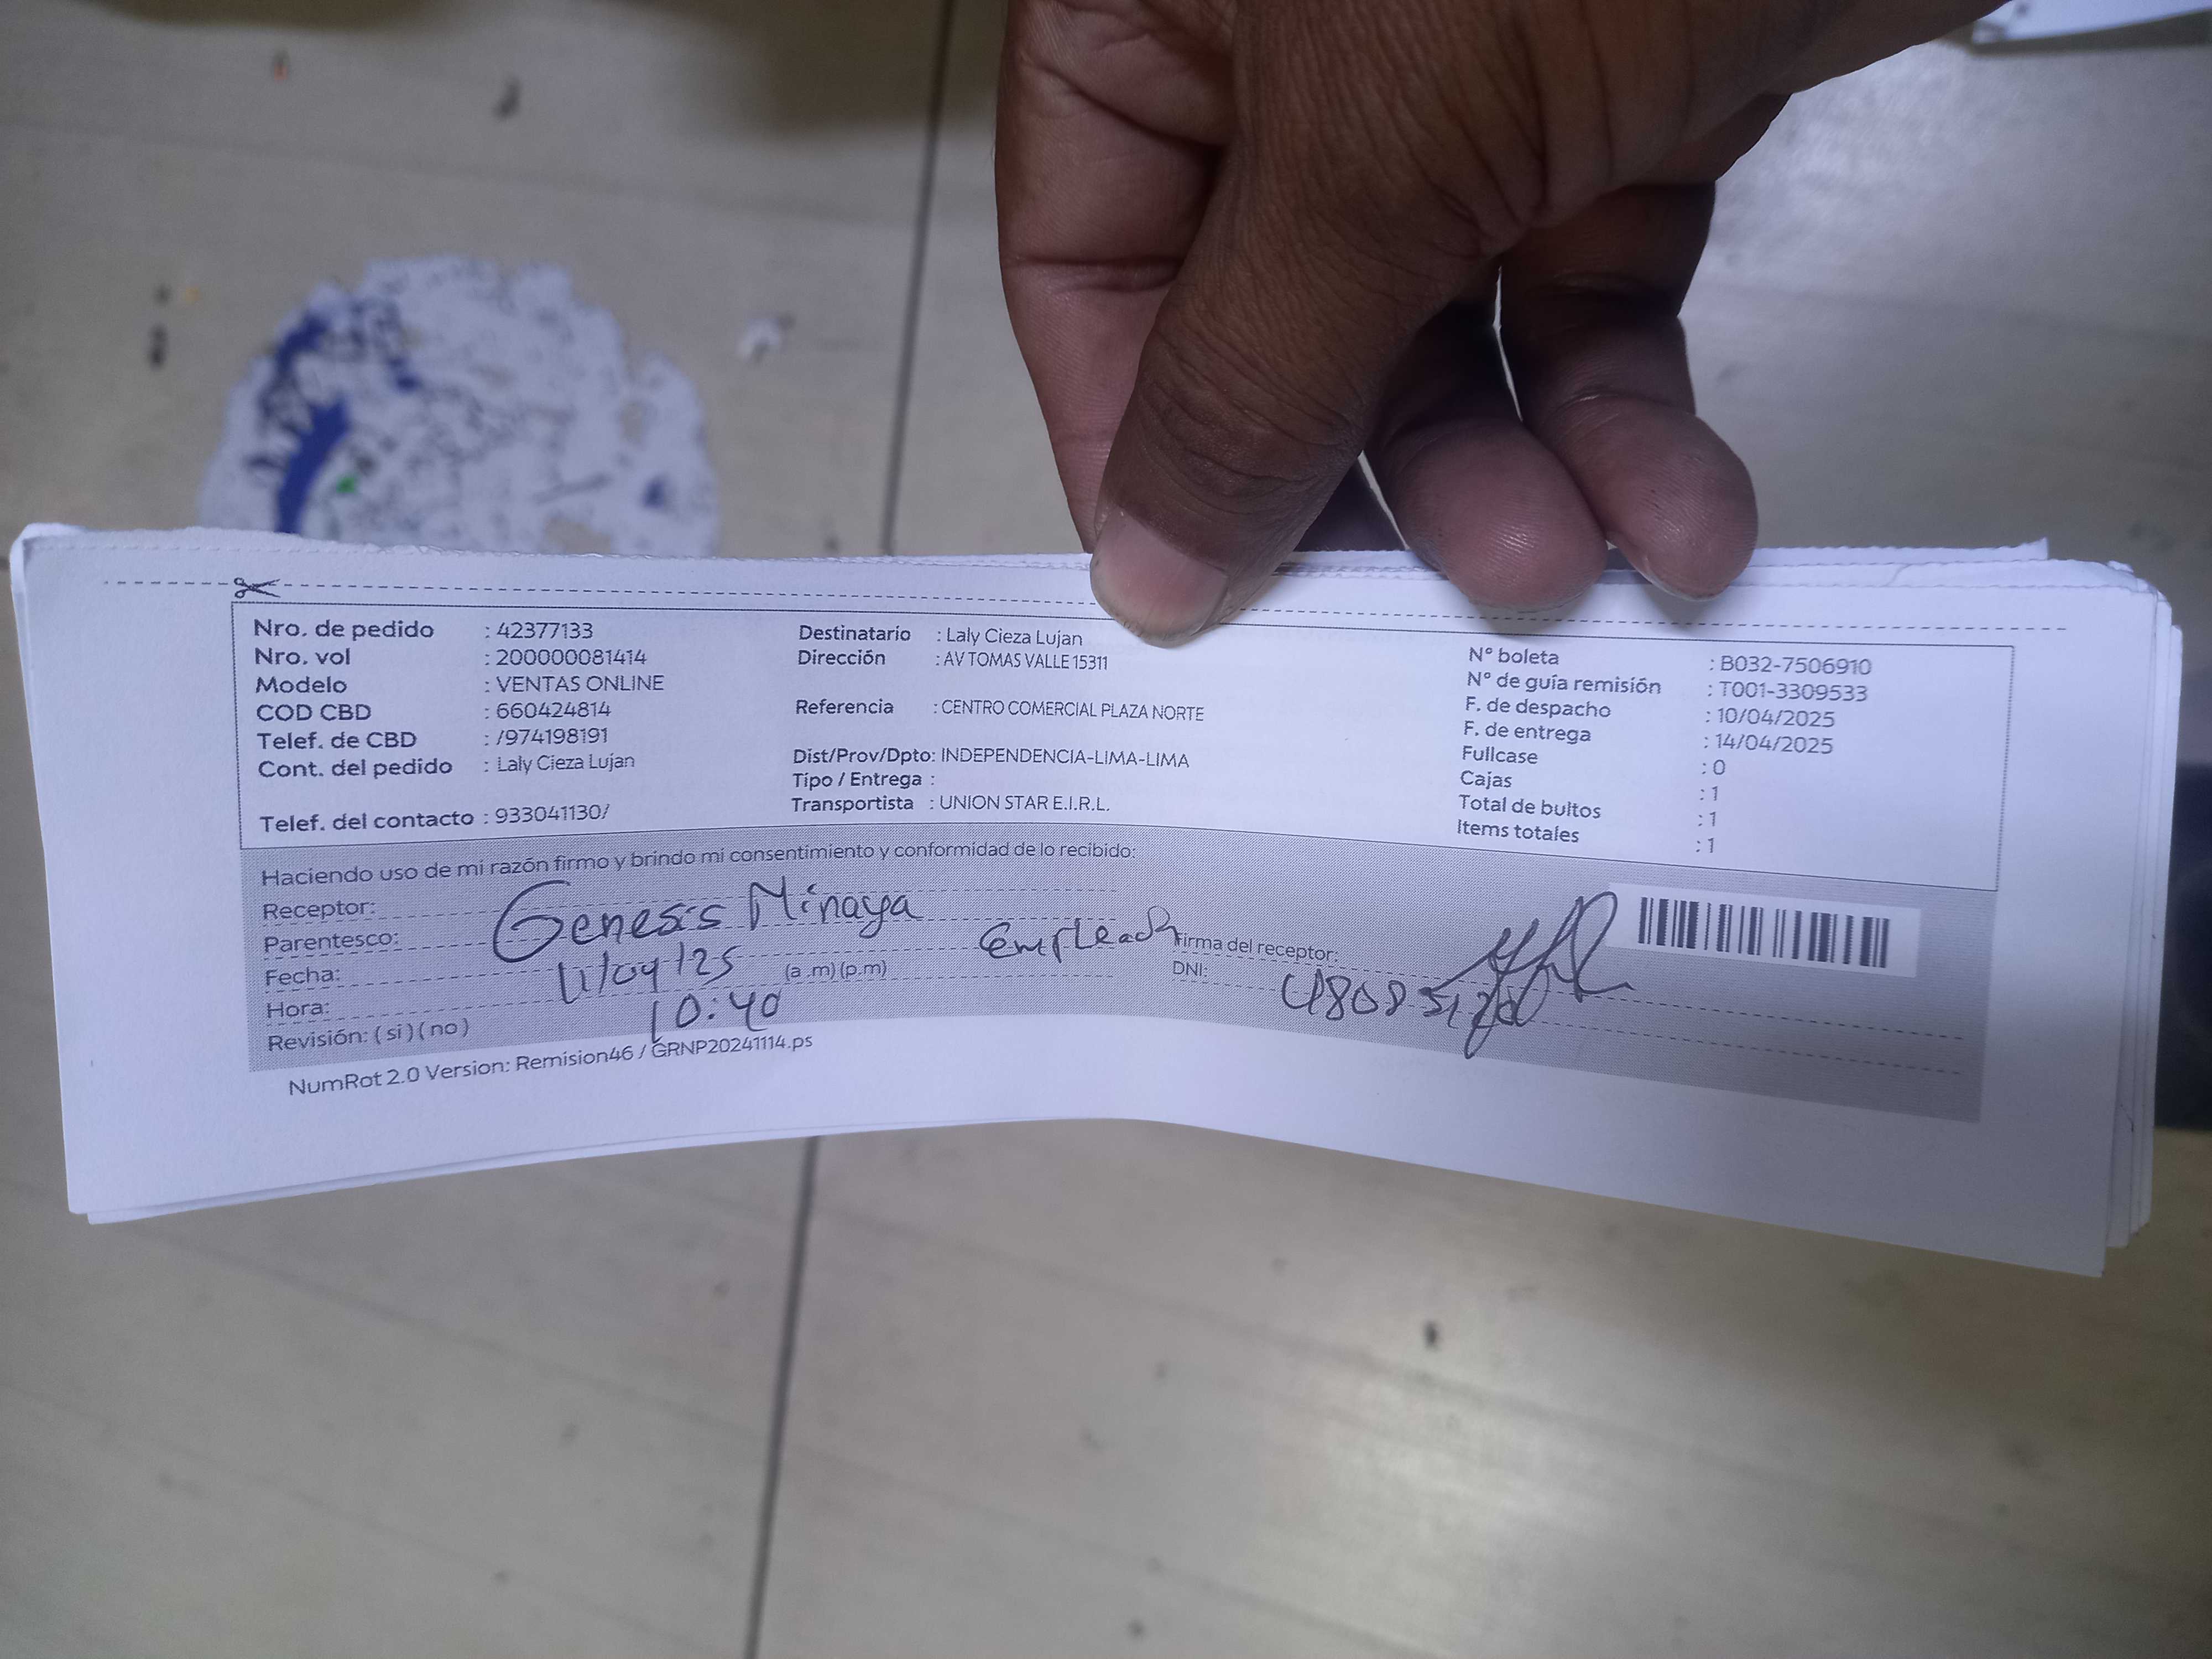 Nro. de pedido : 42377133
Nro. vol : 200000081414
Modelo : VENTAS ONLINE
COD CBD : 660424814
Telef. de CBD : /974198191
Cont. del pedido : Laly Cieza Lujan
Telef. del contacto : 933041130/
Destinatario : Laly Cieza Lujan
Dirección : AV TOMAS VALLE 15311
Referencia : CENTRO COMERCIAL PLAZA NORTE
Dist/Prov/Dpto: INDEPENDENCIA-LIMA-LIMA
Tipo / Entrega :
Transportista : UNION STAR E.I.R.L.
N° boleta : B032-7506910
N° de guía remisión : T001-3309533
F. de despacho : 10/04/2025
F. de entrega : 14/04/2025
Fullcase : 0
Cajas : 1
Total de bultos : 1
Items totales : 1
Haciendo uso de mi razón firmo y brindo mi consentimiento y conformidad de lo recibido:
Receptor: Genesis Minaya
Parentesco: Empleado
Fecha: 11/04/25 (a .m) (p.m)
Hora: 10:40
Revisión: ( si ) ( no )
Firma del receptor:
DNI:
NumRot 2.0 Version: Remision46 / GRNP20241114.ps